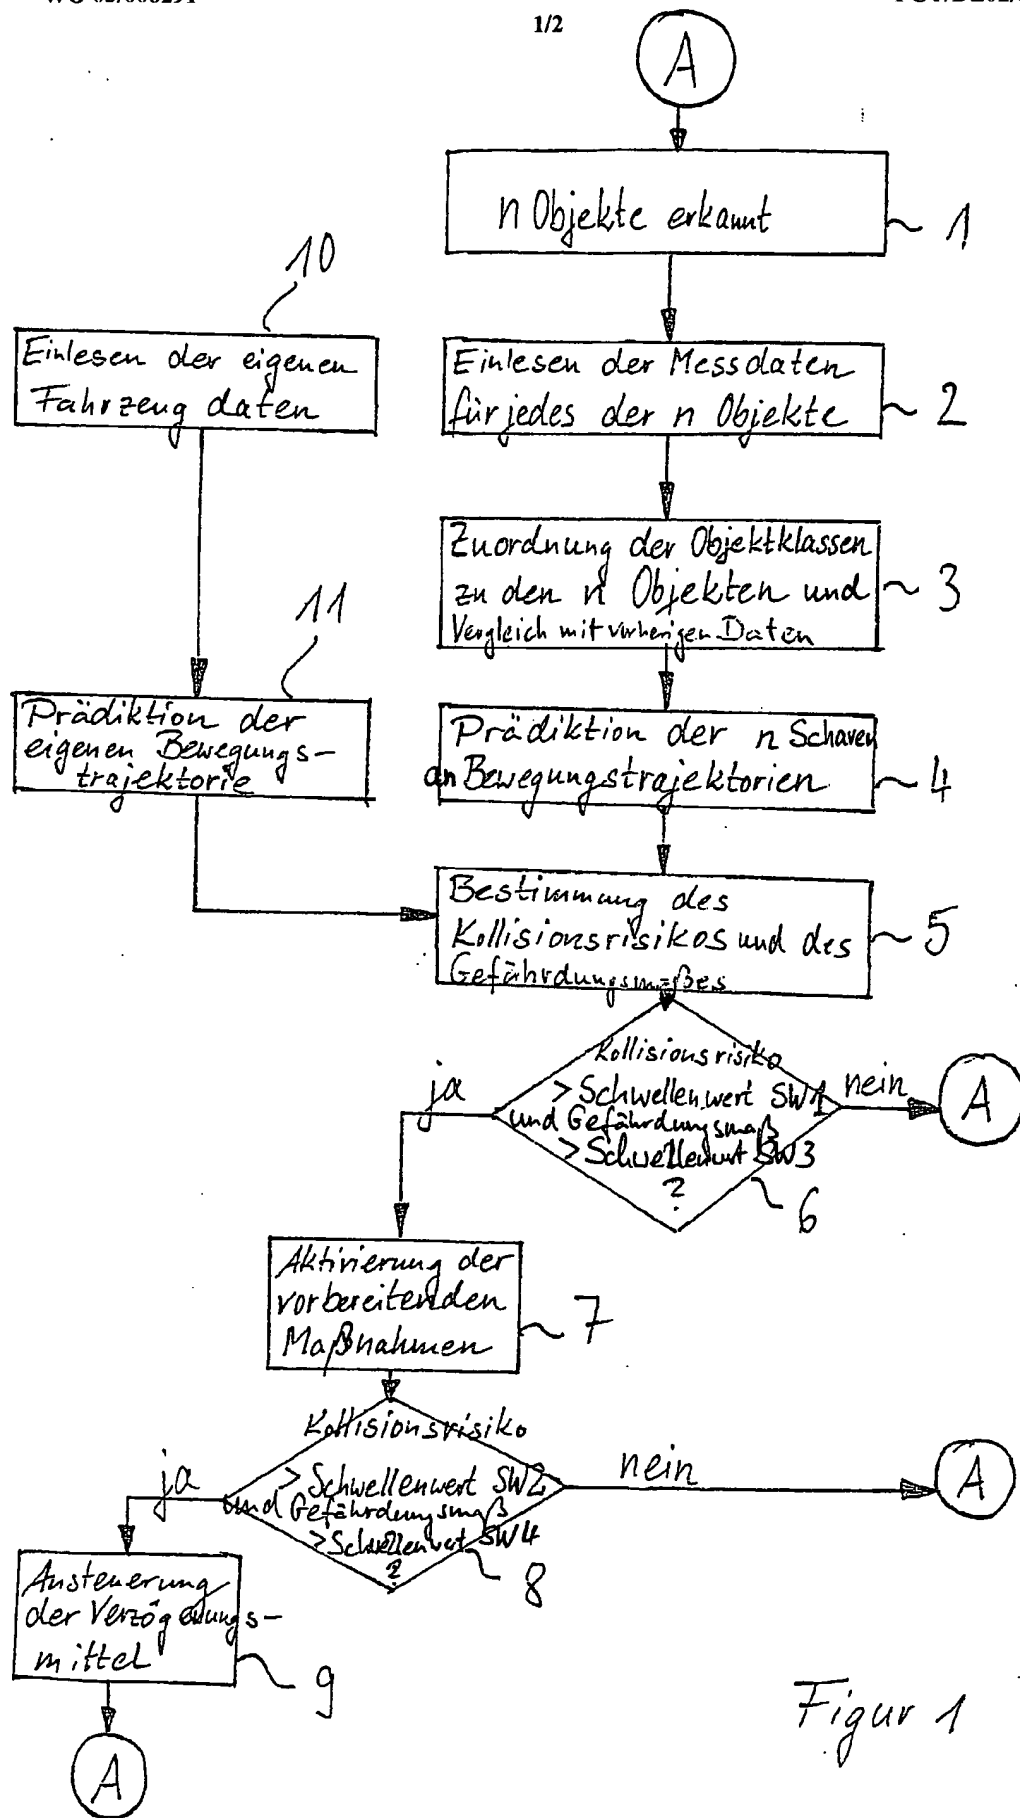 1/2
A
n Objekte erkannt
1
10
Einlesen der eigenen
Fahrzeug daten
Einlesen der Messdaten
für jedes der n Objekte
2
Zuordnung der Objektklassen
zu den n Objekten und
Vergleich mit vorherigen Daten
3
11
Prädiktion der
eigenen Bewegungs-
trajektorie
Prädiktion der n Scharen
an Bewegungstrajektorien
4
Bestimmung des
Kollisionsrisikos und des
Gefährdungsmaßes
5
Kollisionsrisiko
> Schwellenwert SW1
und Gefährdungsmaß
> Schwellenwert SW3
?
ja
nein
A
6
Aktivierung der
vorbereitenden
Maßnahmen
7
Kollisionsrisiko
> Schwellenwert SW2
und Gefährdungsmaß
> Schwellenwert SW4
?
ja
nein
A
8
Ansteuerung
der Verzögerungs-
mittel
9
A
Figur 1